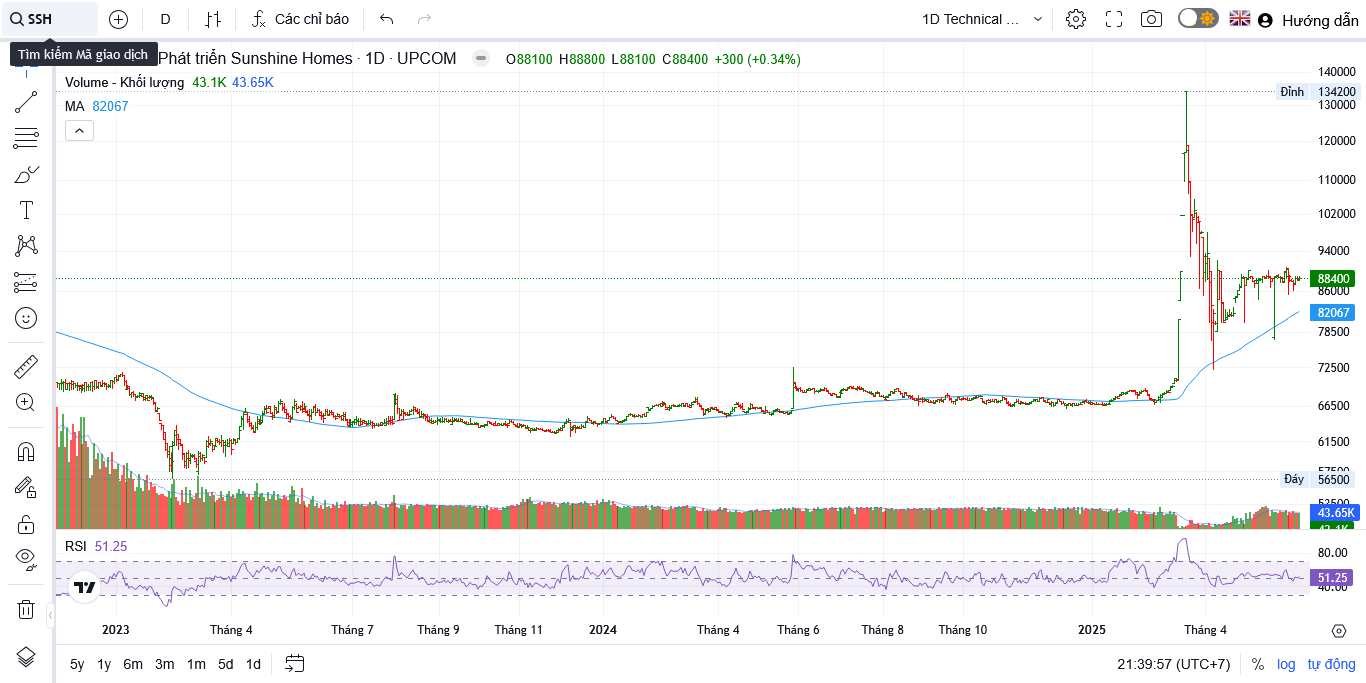 SSH D Các chỉ báo 1D Technical ... Hướng dẫn
Tìm kiếm Mã giao dịch
Phát triển Sunshine Homes · 1D · UPCOM O88100 H88800 L88100 C88400 +300 (+0.34%)
Volume - Khối lượng 43.1K 43.65K
MA 82067
140000
Đỉnh 134200
130000
120000
110000
102000
94000
88400
86000
82067
78500
72500
66500
61500
Đáy 56500
43.65K
RSI 51.25
80.00
51.25
40.00
2023 Tháng 4 Tháng 7 Tháng 9 Tháng 11 2024 Tháng 4 Tháng 6 Tháng 8 Tháng 10 2025 Tháng 4
5y 1y 6m 3m 1m 5d 1d 21:39:57 (UTC+7) % log tự động